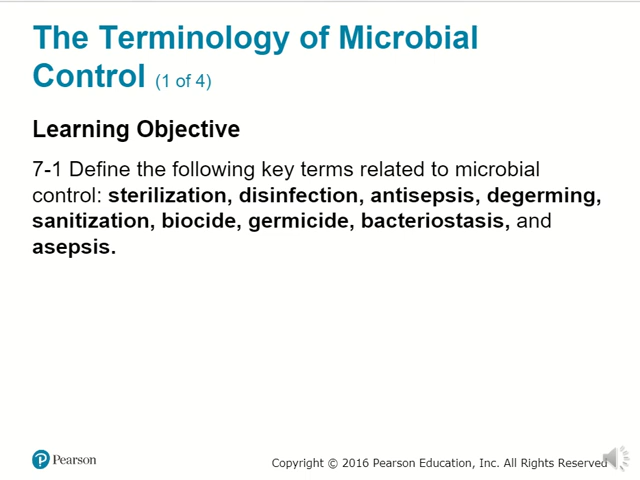 The Terminology of Microbial
Control (1 of 4)
Learning Objective
7-1 Define the following key terms related to microbial
control: sterilization, disinfection, antisepsis, degerming,
sanitization, biocide, germicide, bacteriostasis, and
asepsis.
Pearson
Copyright © 2016 Pearson Education, Inc. All Rights Reserved